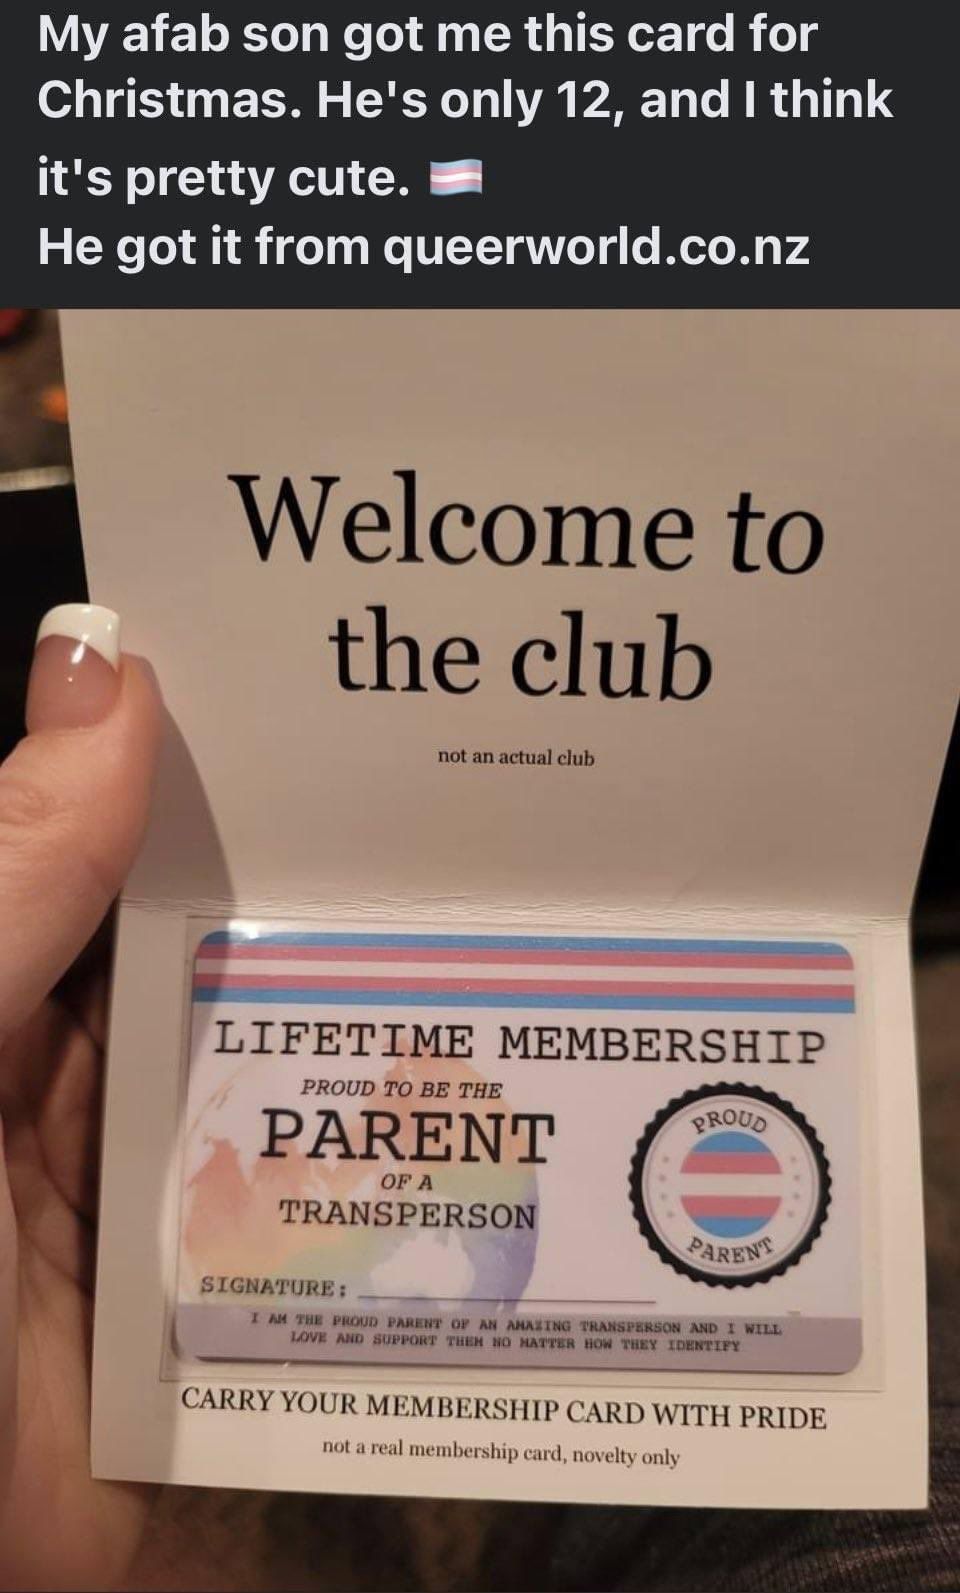 My afab son got me this card for
Christmas. He's only 12, and I think
it's pretty cute. 🏳️‍⚧️
He got it from queerworld.co.nz
Welcome to
the club
not an actual club
LIFETIME MEMBERSHIP
PROUD TO BE THE
PARENT
OF A
TRANSPERSON
PROUD
PARENT
SIGNATURE:
I AM THE PROUD PARENT OF AN AMAZING TRANSPERSON AND I WILL
LOVE AND SUPPORT THEM NO MATTER HOW THEY IDENTIFY
CARRY YOUR MEMBERSHIP CARD WITH PRIDE
not a real membership card, novelty only